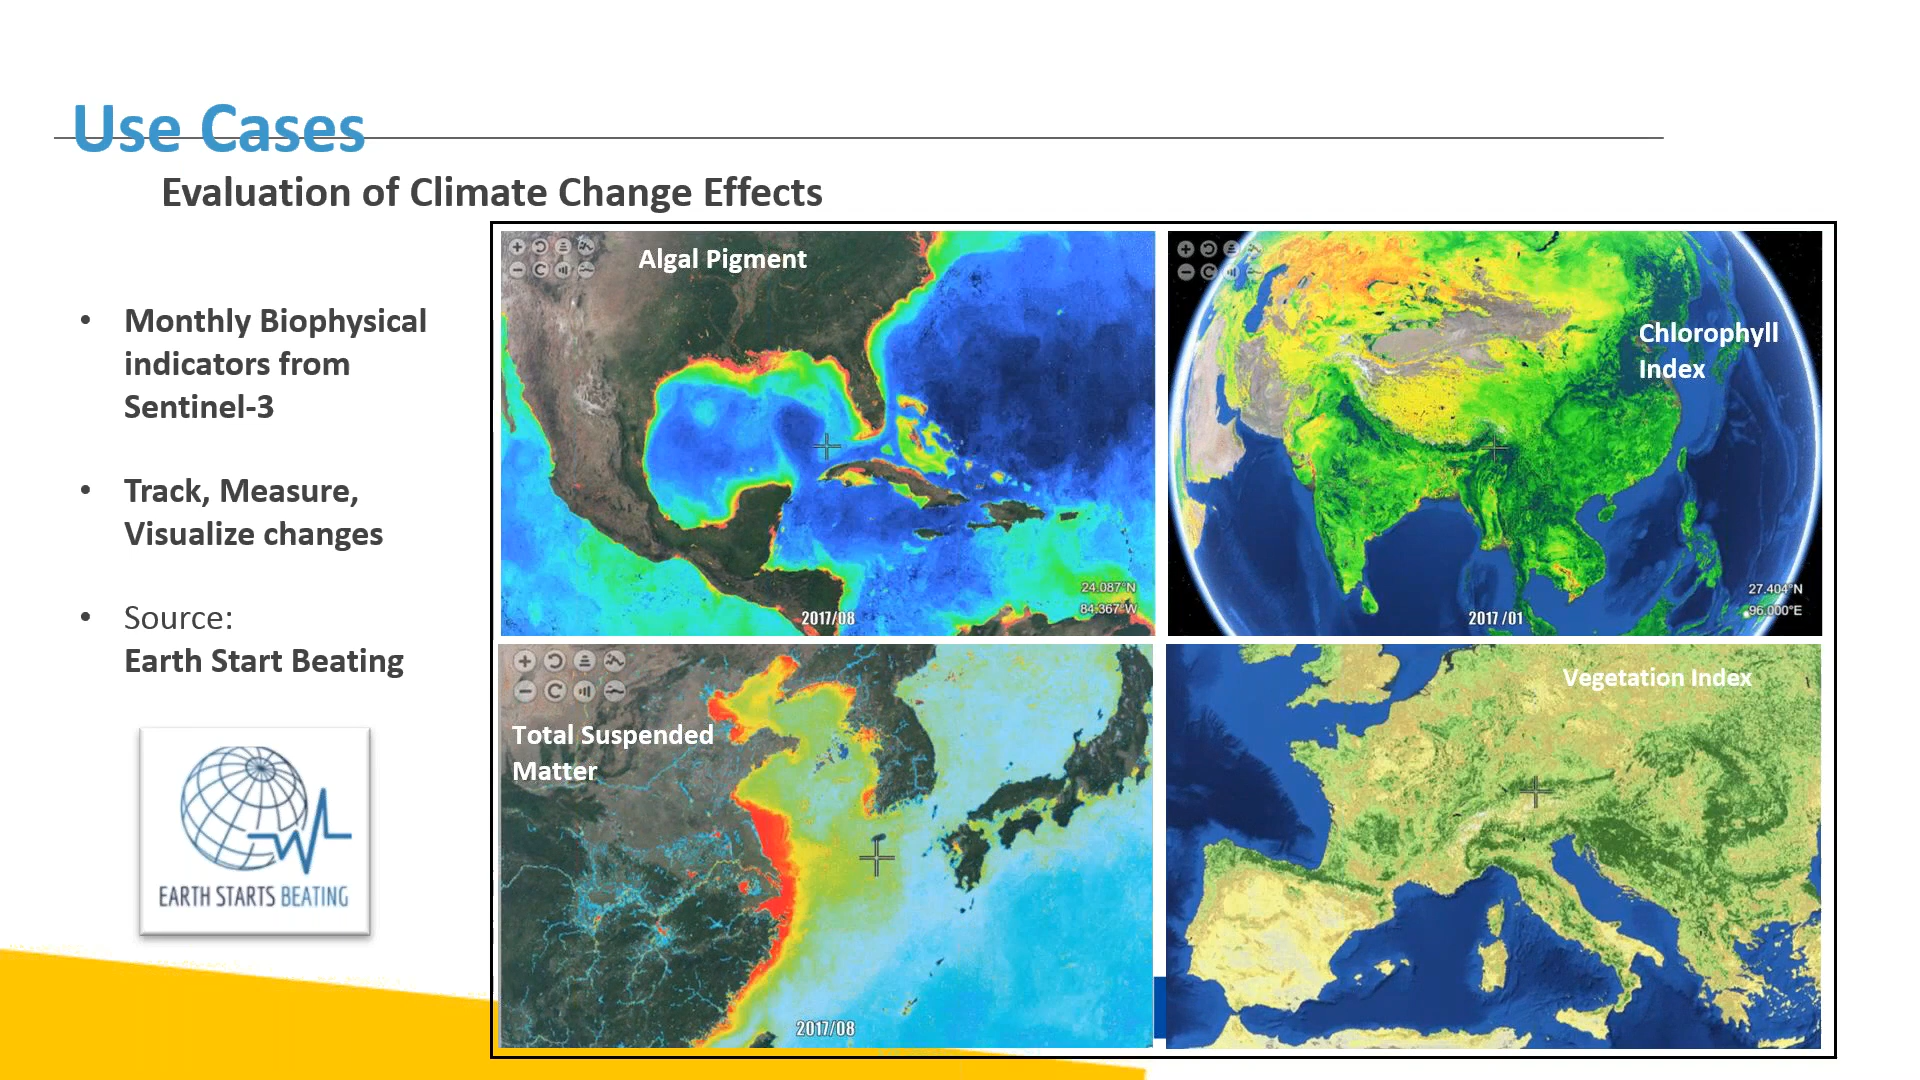 Use Cases
Evaluation of Climate Change Effects
• Monthly Biophysical
indicators from
Sentinel-3
• Track, Measure,
Visualize changes
• Source:
Earth Start Beating
EARTH STARTS BEATING
Algal Pigment
24.087°N
84.367°W
2017/08
Chlorophyll
Index
27.404°N
96.000°E
2017 /01
Total Suspended
Matter
2017/08
Vegetation Index